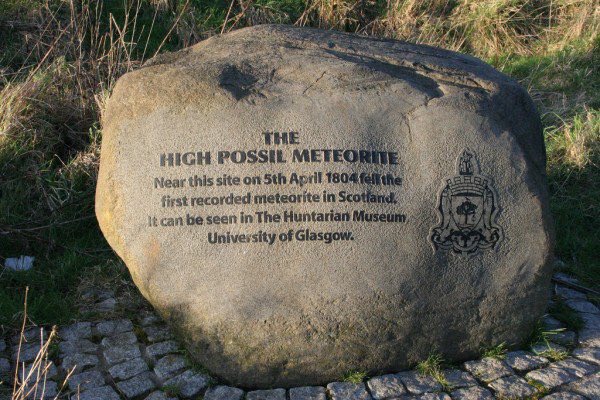 THE
HIGH POSSIL METEORITE
Near this site on 5th April 1804 fell the
first recorded meteorite in Scotland.
It can be seen in The Huntarian Museum
University of Glasgow.